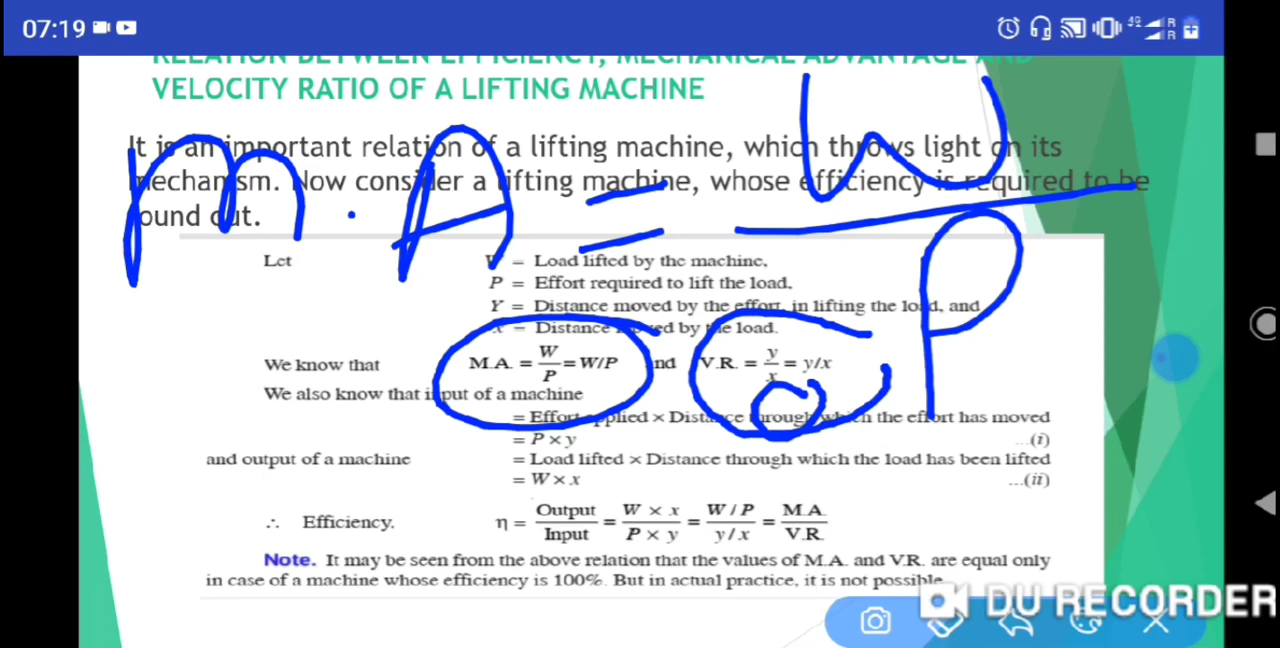 07:19
4G R
R
RELATION BETWEEN EFFICIENCY, MECHANICAL ADVANTAGE AND
VELOCITY RATIO OF A LIFTING MACHINE
It is an important relation of a lifting machine, which throws light on its
mechanism. Now consider a lifting machine, whose efficiency is required to be
found out.
m.A = W
P
Let W = Load lifted by the machine,
P = Effort required to lift the load,
Y = Distance moved by the effort, in lifting the load, and
x = Distance moved by the load.
We know that M.A. = W/P = W/P and V.R. = y/x = y/x
We also know that input of a machine
= Effort applied × Distance through which the effort has moved
= P × y ...(i)
and output of a machine = Load lifted × Distance through which the load has been lifted
= W × x ...(ii)
∴ Efficiency, η = Output/Input = W × x/P × y = W / P/y / x = M.A./V.R.
Note. It may be seen from the above relation that the values of M.A. and V.R. are equal only
in case of a machine whose efficiency is 100%. But in actual practice, it is not possible.
DU RECORDER